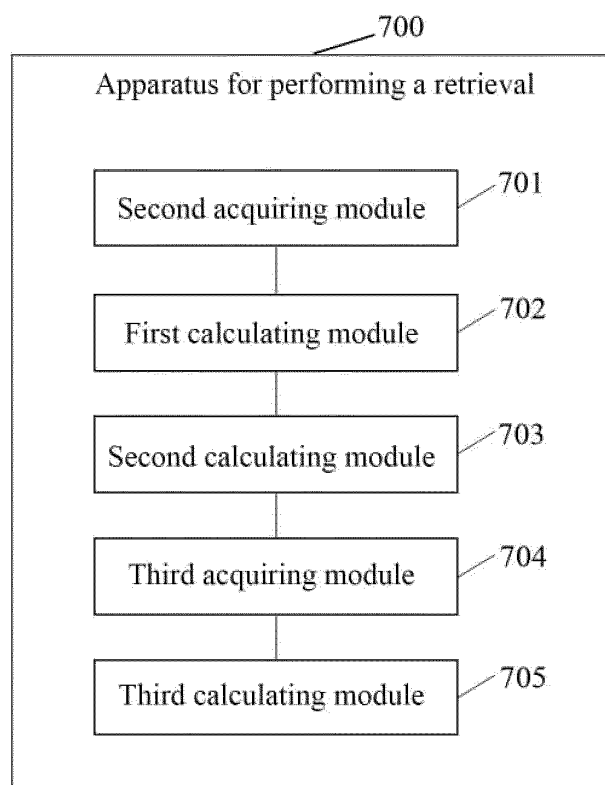 700
Apparatus for performing a retrieval
701
Second acquiring module
702
First calculating module
703
Second calculating module
704
Third acquiring module
705
Third calculating module